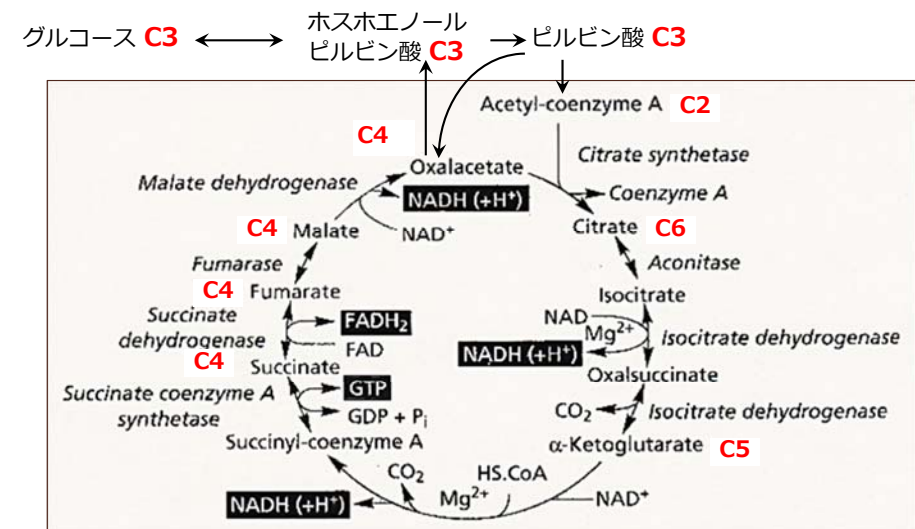 ホスホエノール
グルコース C3
ピルビン酸 C3
ピルビン酸 C3
Acetyl-coenzyme A C2
C4
Oxalacetate
Citrate synthetase
Malate dehydrogenase
NADH (+H⁺)
Coenzyme A
C4 Malate
NAD⁺
Citrate C6
Fumarase
Aconitase
C4 Fumarate
Isocitrate
Succinate
dehydrogenase
FADH₂
FAD
NAD
Mg²⁺
Isocitrate dehydrogenase
NADH (+H⁺)
C4
Succinate
Oxalsuccinate
Succinate coenzyme A
synthetase
GTP
GDP + Pᵢ
CO₂
Isocitrate dehydrogenase
Succinyl-coenzyme A
α-Ketoglutarate C5
CO₂
HS.CoA
Mg²⁺
NADH (+H⁺)
NAD⁺